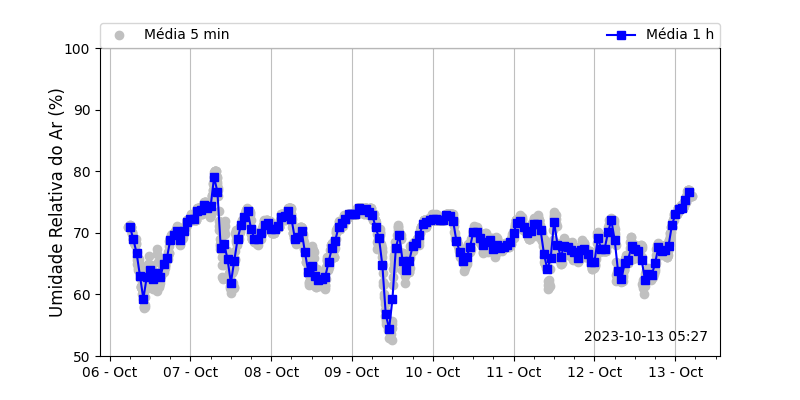 Média 5 min Média 1 h
Umidade Relativa do Ar (%)
100
90
80
70
60
50
2023-10-13 05:27
06 - Oct 07 - Oct 08 - Oct 09 - Oct 10 - Oct 11 - Oct 12 - Oct 13 - Oct